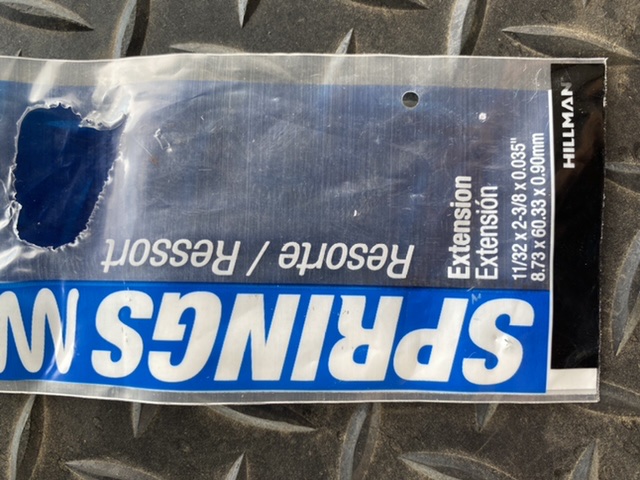 HILLMAN
Extension
Extensión
11/32 x 2-3/8 x 0.035"
8.73 x 60.33 x 0.90mm
SPRINGS
Resorte / Ressort